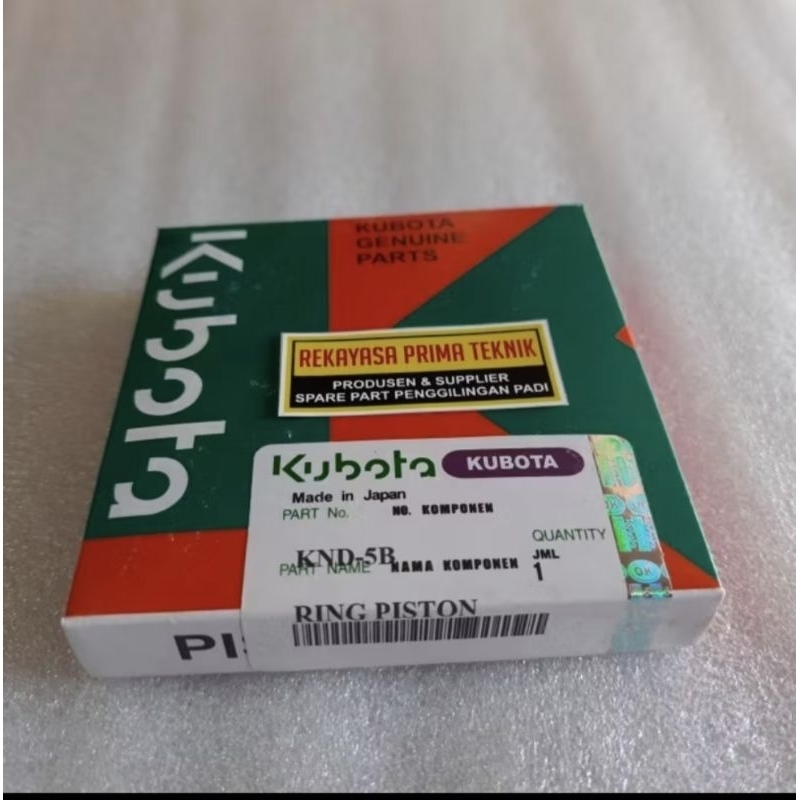 Kubota
KUBOTA
GENUINE
PARTS
REKAYASA PRIMA TEKNIK
PRODUSEN & SUPPLIER
SPARE PART PENGGILINGAN PADI
Kubota KUBOTA
Made in Japan
PART No. NO. KOMPONEN
QUANTITY
KND-5B
JML
PART NAME NAMA KOMPONEN
1
RING PISTON
PI